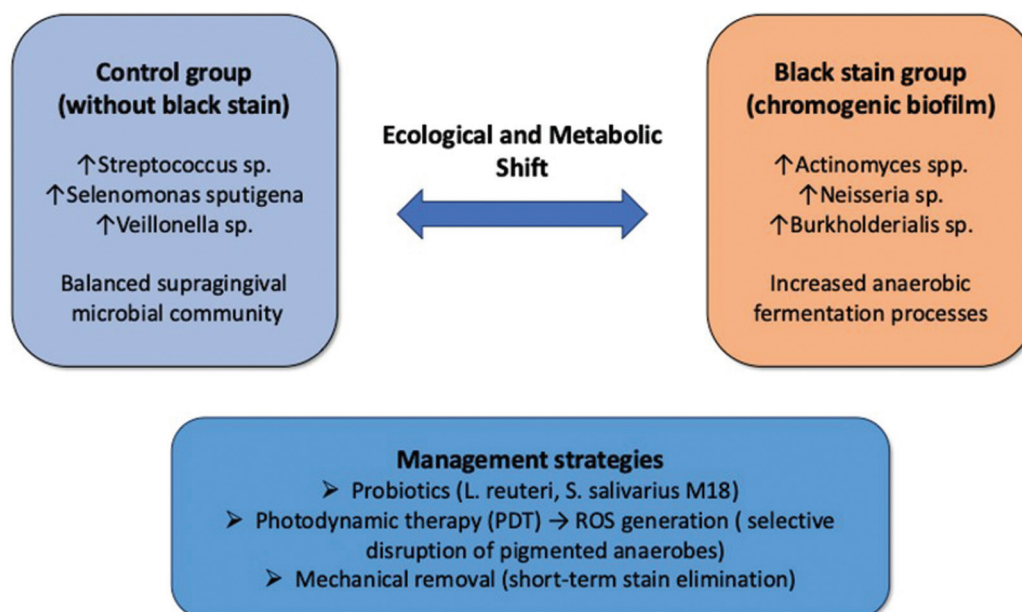 Control group
(without black stain)
↑Streptococcus sp.
↑Selenomonas sputigena
↑Veillonella sp.
Balanced supragingival
microbial community
Ecological and Metabolic
Shift
Black stain group
(chromogenic biofilm)
↑Actinomyces spp.
↑Neisseria sp.
↑Burkholderialis sp.
Increased anaerobic
fermentation processes
Management strategies
➢ Probiotics (L. reuteri, S. salivarius M18)
➢ Photodynamic therapy (PDT) → ROS generation ( selective
disruption of pigmented anaerobes)
➢ Mechanical removal (short-term stain elimination)